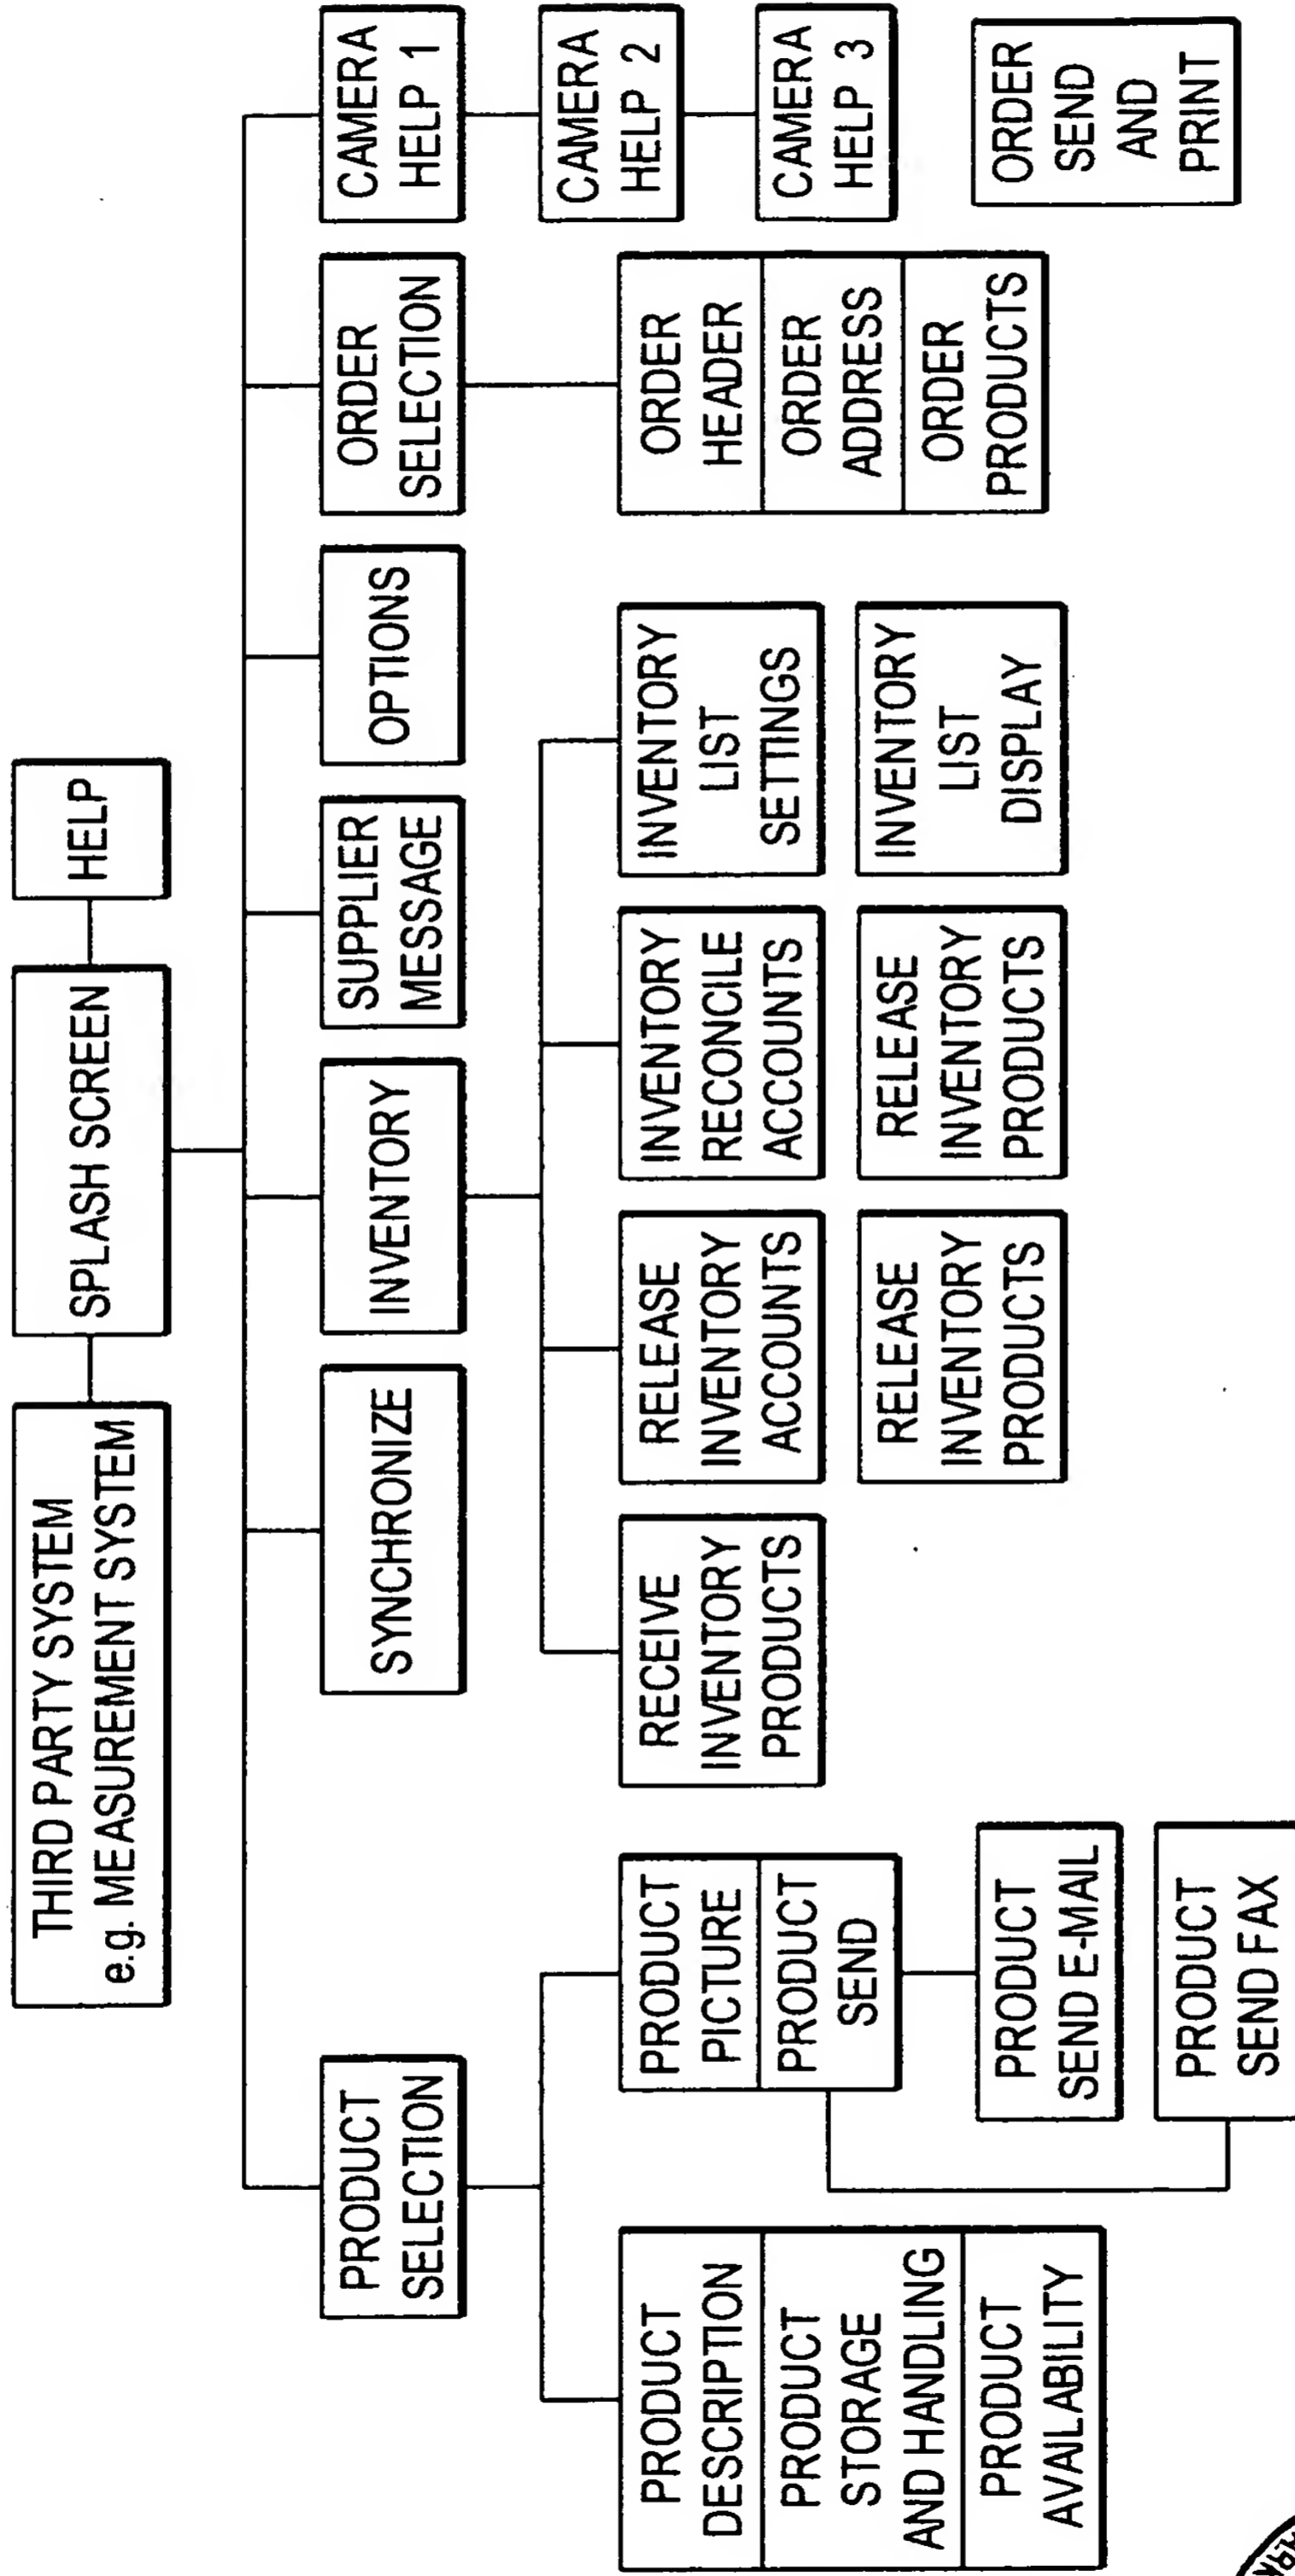 THIRD PARTY SYSTEM
e.g. MEASUREMENT SYSTEM
SPLASH SCREEN
HELP
PRODUCT
SELECTION
SYNCHRONIZE
INVENTORY
SUPPLIER
MESSAGE
OPTIONS
ORDER
SELECTION
CAMERA
HELP 1
CAMERA
HELP 2
CAMERA
HELP 3
PRODUCT
DESCRIPTION
PRODUCT
STORAGE
AND HANDLING
PRODUCT
AVAILABILITY
PRODUCT
PICTURE
PRODUCT
SEND
PRODUCT
SEND E-MAIL
PRODUCT
SEND FAX
RECEIVE
INVENTORY
PRODUCTS
RELEASE
INVENTORY
ACCOUNTS
INVENTORY
RECONCILE
ACCOUNTS
INVENTORY
LIST
SETTINGS
RELEASE
INVENTORY
PRODUCTS
RELEASE
INVENTORY
PRODUCTS
INVENTORY
LIST
DISPLAY
ORDER
HEADER
ORDER
ADDRESS
ORDER
PRODUCTS
ORDER
SEND
AND
PRINT